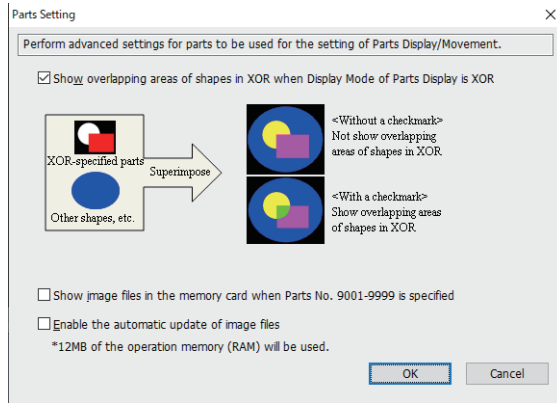 Parts Setting
Perform advanced settings for parts to be used for the setting of Parts Display/Movement.
Show overlapping areas of shapes in XOR when Display Mode of Parts Display is XOR
XOR-specified parts
Superimpose
Other shapes, etc.
<Without a checkmark>
Not show overlapping
areas of shapes in XOR
<With a checkmark>
Show overlapping areas
of shapes in XOR
Show image files in the memory card when Parts No. 9001-9999 is specified
Enable the automatic update of image files
*12MB of the operation memory (RAM) will be used.
OK
Cancel